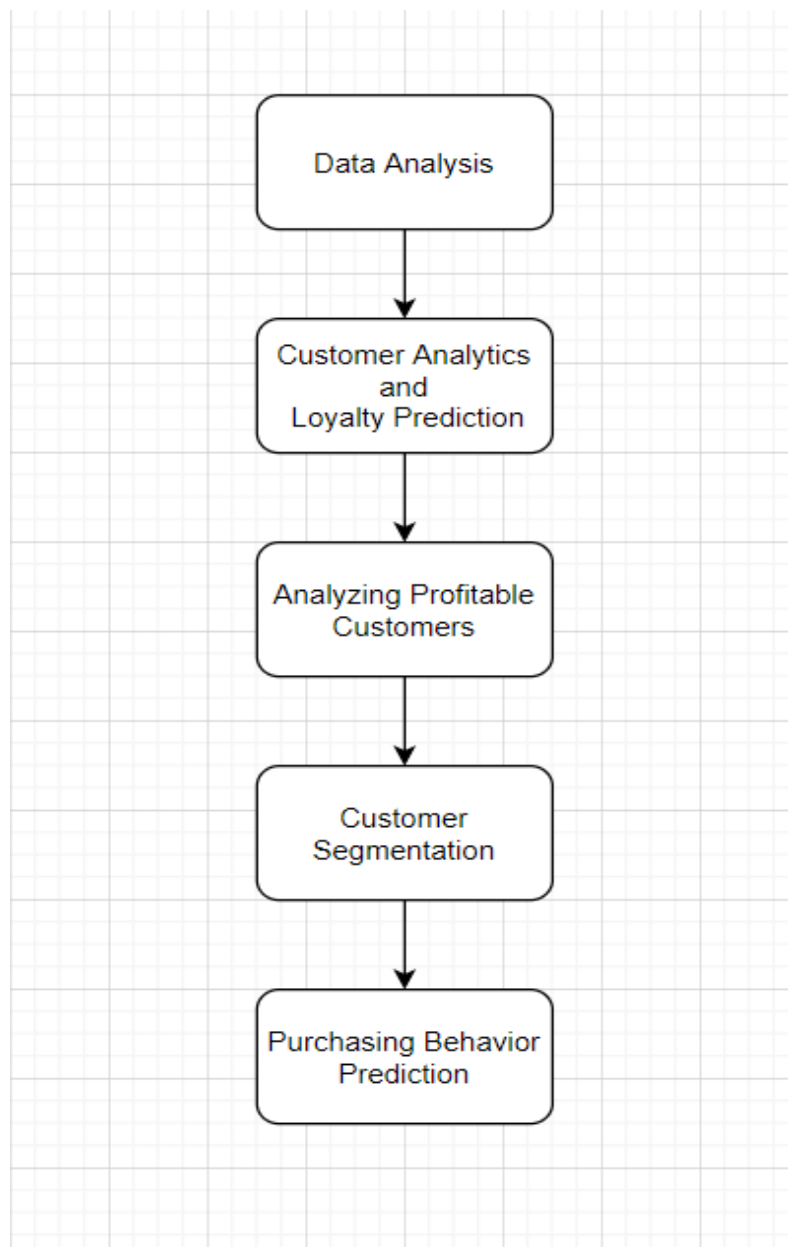 Data Analysis
Customer Analytics
and
Loyalty Prediction
Analyzing Profitable
Customers
Customer
Segmentation
Purchasing Behavior
Prediction